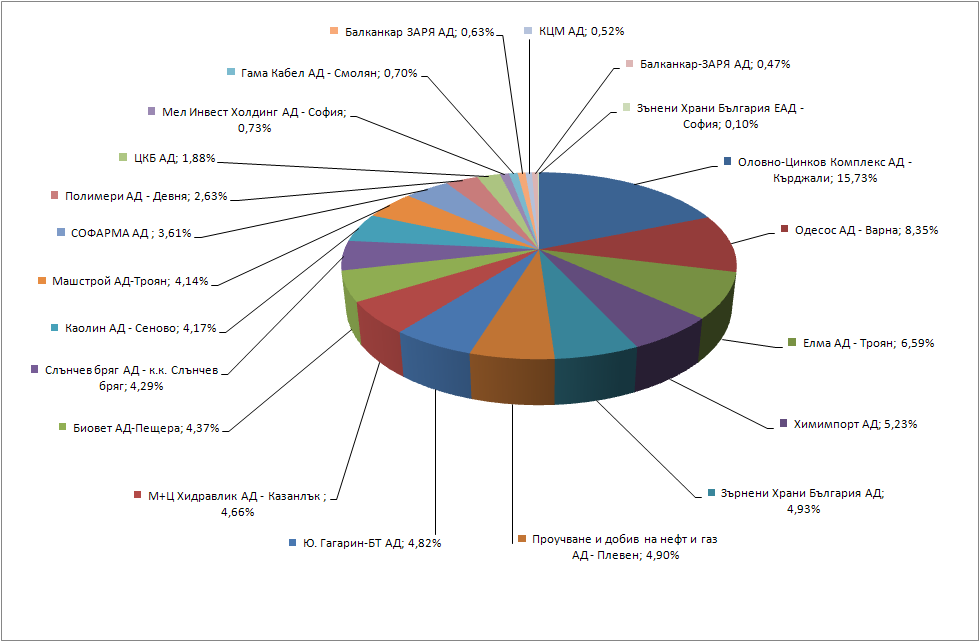 Балканкар ЗАРЯ АД; 0,63%
КЦМ АД; 0,52%
Балканкар-ЗАРЯ АД; 0,47%
Гама Кабел АД - Смолян; 0,70%
Зънени Храни България ЕАД -
София; 0,10%
Мел Инвест Холдинг АД - София;
0,73%
ЦКБ АД; 1,88%
Оловно-Цинков Комплекс АД -
Кърджали; 15,73%
Полимери АД - Девня; 2,63%
Одесос АД - Варна; 8,35%
СОФАРМА АД ; 3,61%
Машстрой АД-Троян; 4,14%
Каолин АД - Сеново; 4,17%
Елма АД - Троян; 6,59%
Слънчев бряг АД - к.к. Слънчев
бряг; 4,29%
Биовет АД-Пещера; 4,37%
Химимпорт АД; 5,23%
М+Ц Хидравлик АД - Казанлък ;
4,66%
Зърнени Храни България АД;
4,93%
Ю. Гагарин-БТ АД; 4,82%
Проучване и добив на нефт и газ
АД - Плевен; 4,90%